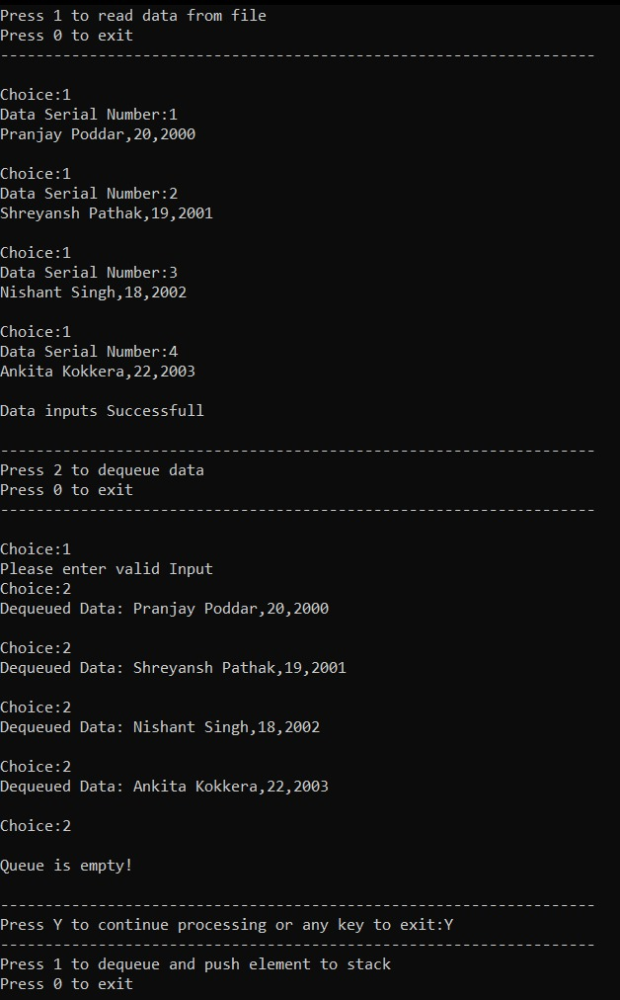 Press 1 to read data from file
Press 0 to exit
-------------------------------------------------------------------
Choice:1
Data Serial Number:1
Pranjay Poddar,20,2000
Choice:1
Data Serial Number:2
Shreyansh Pathak,19,2001
Choice:1
Data Serial Number:3
Nishant Singh,18,2002
Choice:1
Data Serial Number:4
Ankita Kokkera,22,2003
Data inputs Successfull
-------------------------------------------------------------------
Press 2 to dequeue data
Press 0 to exit
-------------------------------------------------------------------
Choice:1
Please enter valid Input
Choice:2
Dequeued Data: Pranjay Poddar,20,2000
Choice:2
Dequeued Data: Shreyansh Pathak,19,2001
Choice:2
Dequeued Data: Nishant Singh,18,2002
Choice:2
Dequeued Data: Ankita Kokkera,22,2003
Choice:2
Queue is empty!
-------------------------------------------------------------------
Press Y to continue processing or any key to exit:Y
-------------------------------------------------------------------
Press 1 to dequeue and push element to stack
Press 0 to exit